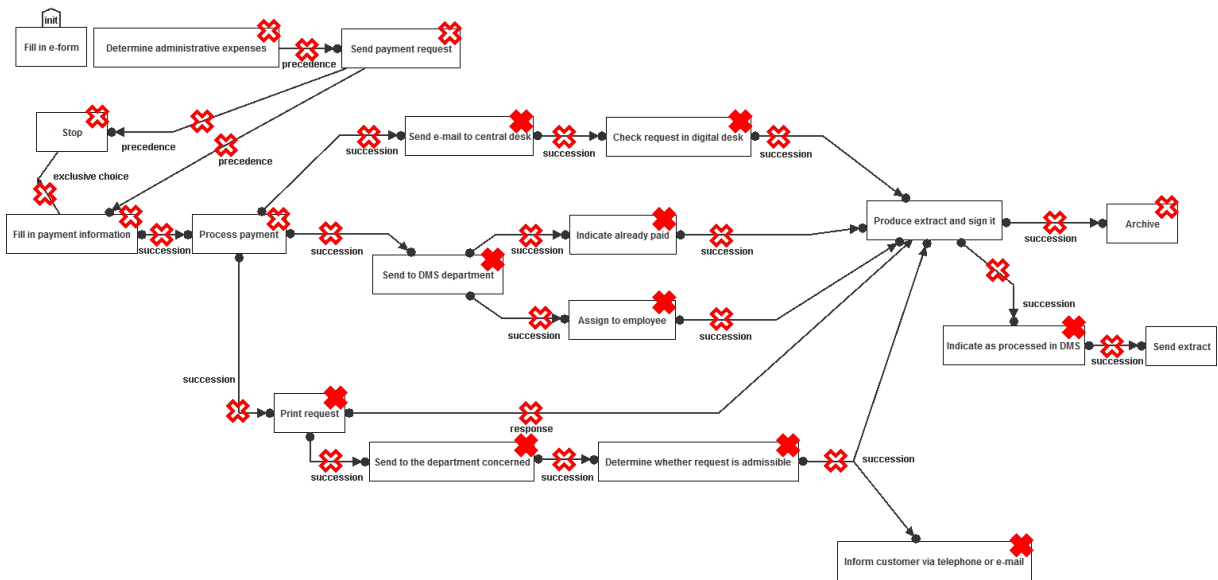 init
Fill in e-form
Determine administrative expenses
precedence
Send payment request
Stop
precedence
precedence
exclusive choice
succession
Send e-mail to central desk
succession
Check request in digital desk
succession
Fill in payment information
succession
Process payment
succession
Indicate already paid
succession
succession
Produce extract and sign it
succession
Archive
Send to DMS department
succession
Assign to employee
succession
succession
Indicate as processed in DMS
succession
Send extract
succession
Print request
response
succession
Send to the department concerned
succession
Determine whether request is admissible
succession
Inform customer via telephone or e-mail